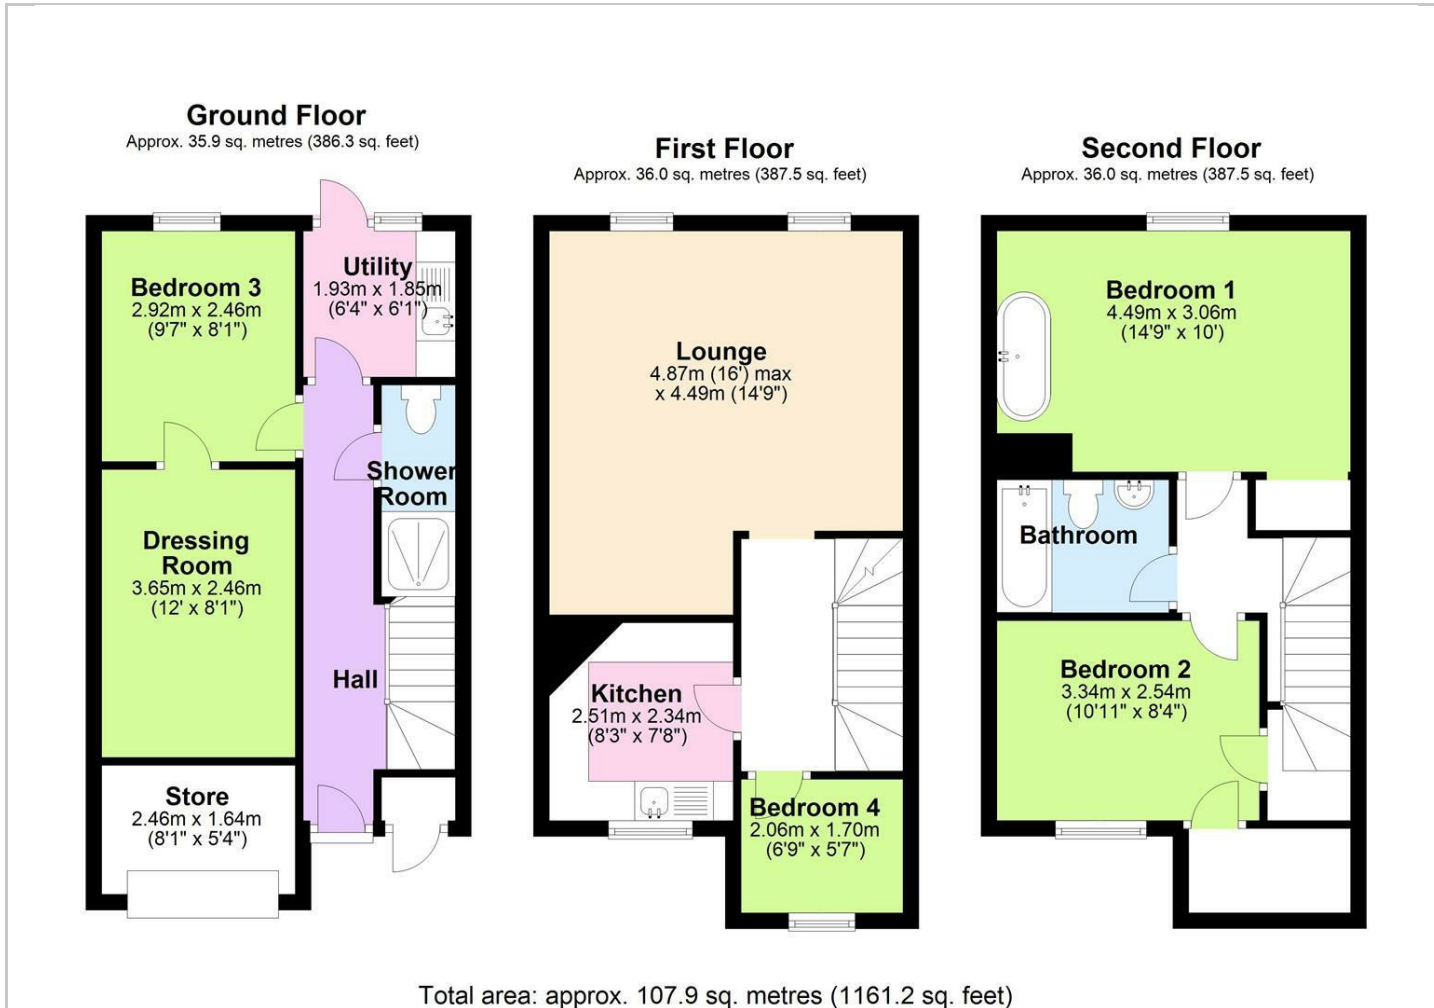 Ground Floor
Approx. 35.9 sq. metres (386.3 sq. feet)
Bedroom 3
2.92m x 2.46m
(9'7" x 8'1")
Utility
1.93m x 1.85m
(6'4" x 6'1")
Shower
Room
Dressing
Room
3.65m x 2.46m
(12' x 8'1")
Hall
Store
2.46m x 1.64m
(8'1" x 5'4")
First Floor
Approx. 36.0 sq. metres (387.5 sq. feet)
Lounge
4.87m (16') max
x 4.49m (14'9")
Kitchen
2.51m x 2.34m
(8'3" x 7'8")
Bedroom 4
2.06m x 1.70m
(6'9" x 5'7")
Second Floor
Approx. 36.0 sq. metres (387.5 sq. feet)
Bedroom 1
4.49m x 3.06m
(14'9" x 10')
Bathroom
Bedroom 2
3.34m x 2.54m
(10'11" x 8'4")
Total area: approx. 107.9 sq. metres (1161.2 sq. feet)